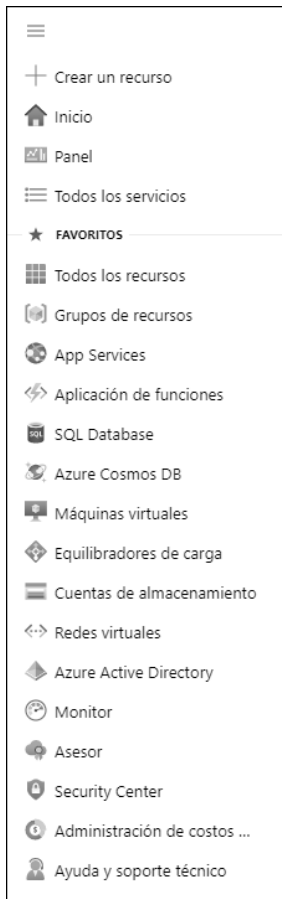 Crear un recurso
Inicio
Panel
Todos los servicios
FAVORITOS
Todos los recursos
Grupos de recursos
App Services
Aplicación de funciones
SQL Database
Azure Cosmos DB
Máquinas virtuales
Equilibradores de carga
Cuentas de almacenamiento
Redes virtuales
Azure Active Directory
Monitor
Asesor
Security Center
Administración de costos ...
Ayuda y soporte técnico